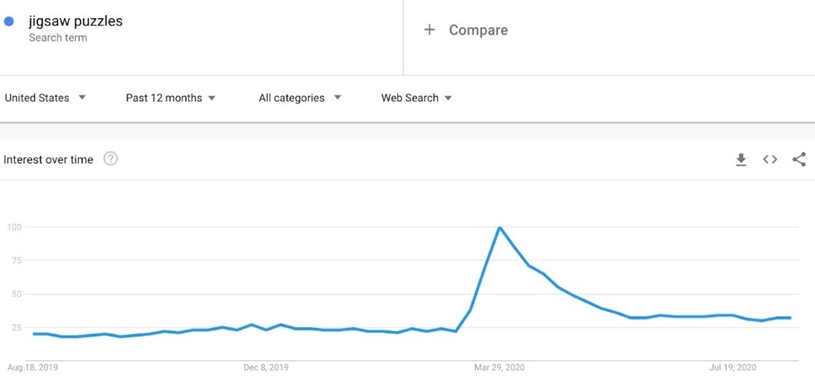 jigsaw puzzles
Search term
+ Compare
United States
Past 12 months
All categories
Web Search
Interest over time ?
100
75
50
25
Aug 18, 2019
Dec 8, 2019
Mar 29, 2020
Jul 19, 2020